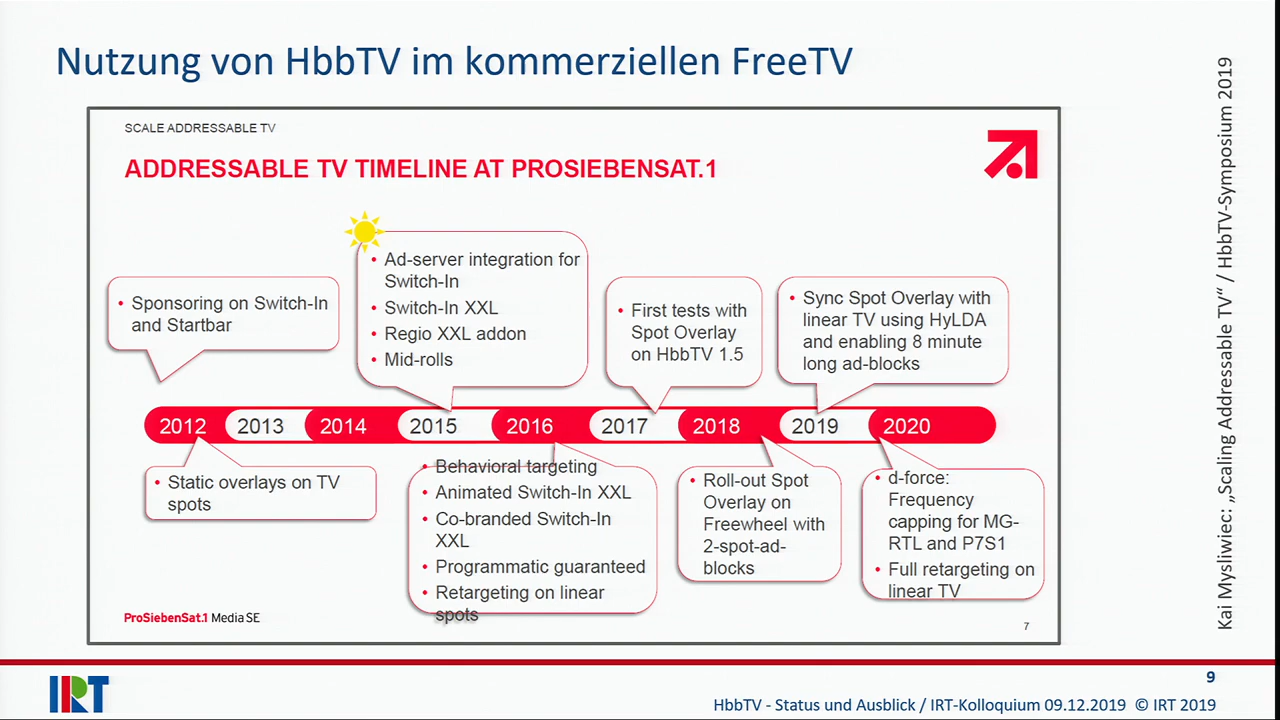 Nutzung von HbbTV im kommerziellen FreeTV
SCALE ADDRESSABLE TV
ADDRESSABLE TV TIMELINE AT PROSIEBENSAT.1
• Sponsoring on Switch-In
and Startbar
• Ad-server integration for
Switch-In
• Switch-In XXL
• Regio XXL addon
• Mid-rolls
• First tests with
Spot Overlay
on HbbTV 1.5
• Sync Spot Overlay with
linear TV using HyLDA
and enabling 8 minute
long ad-blocks
2012 2013 2014 2015 2016 2017 2018 2019 2020
• Static overlays on TV
spots
• Behavioral targeting
• Animated Switch-In XXL
• Co-branded Switch-In
XXL
• Programmatic guaranteed
• Retargeting on linear
spots
• Roll-out Spot
Overlay on
Freewheel with
2-spot-ad-
blocks
• d-force:
Frequency
capping for MG-
RTL and P7S1
• Full retargeting on
linear TV
ProSiebenSat.1 Media SE
7
Kai Mysliwiec: „Scaling Addressable TV“ / HbbTV-Symposium 2019
IRT
9
HbbTV - Status und Ausblick / IRT-Kolloquium 09.12.2019 © IRT 2019